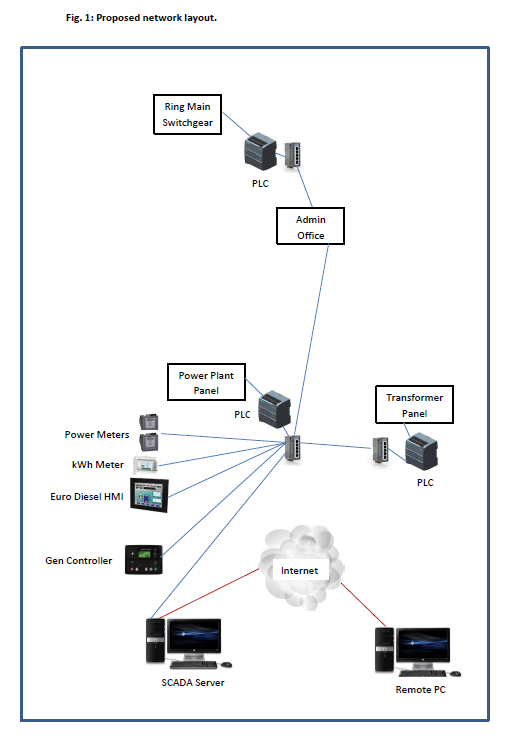 Fig. 1: Proposed network layout.
Ring Main
Switchgear
PLC
Admin
Office
Power Plant
Panel
PLC
Transformer
Panel
Power Meters
kWh Meter
Euro Diesel HMI
PLC
Gen Controller
Internet
SCADA Server
Remote PC